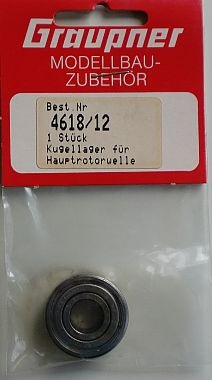 Graupner
MODELLBAU-
ZUBEHÖR
Best.Nr
4618/12
1 Stück
Kugellager für
Hauptrotorwelle